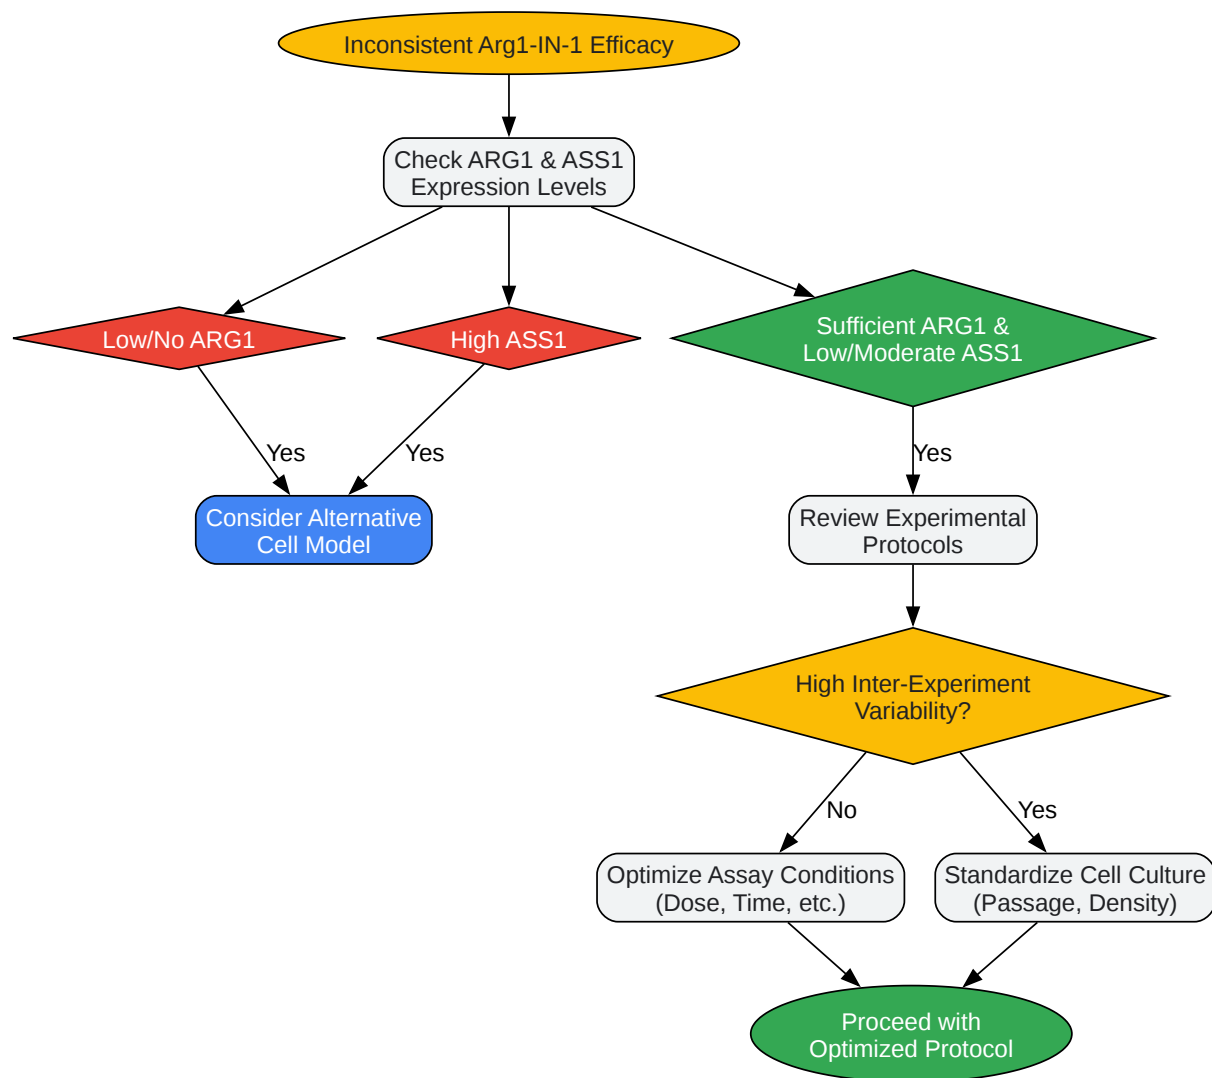 Inconsistent Arg1-IN-1 Efficacy
Check ARG1 & ASS1
Expression Levels
Low/No ARG1
High ASS1
Sufficient ARG1 &
Low/Moderate ASS1
Yes
Yes
Yes
Consider Alternative
Cell Model
Review Experimental
Protocols
High Inter-Experiment
Variability?
No
Yes
Optimize Assay Conditions
(Dose, Time, etc.)
Standardize Cell Culture
(Passage, Density)
Proceed with
Optimized Protocol